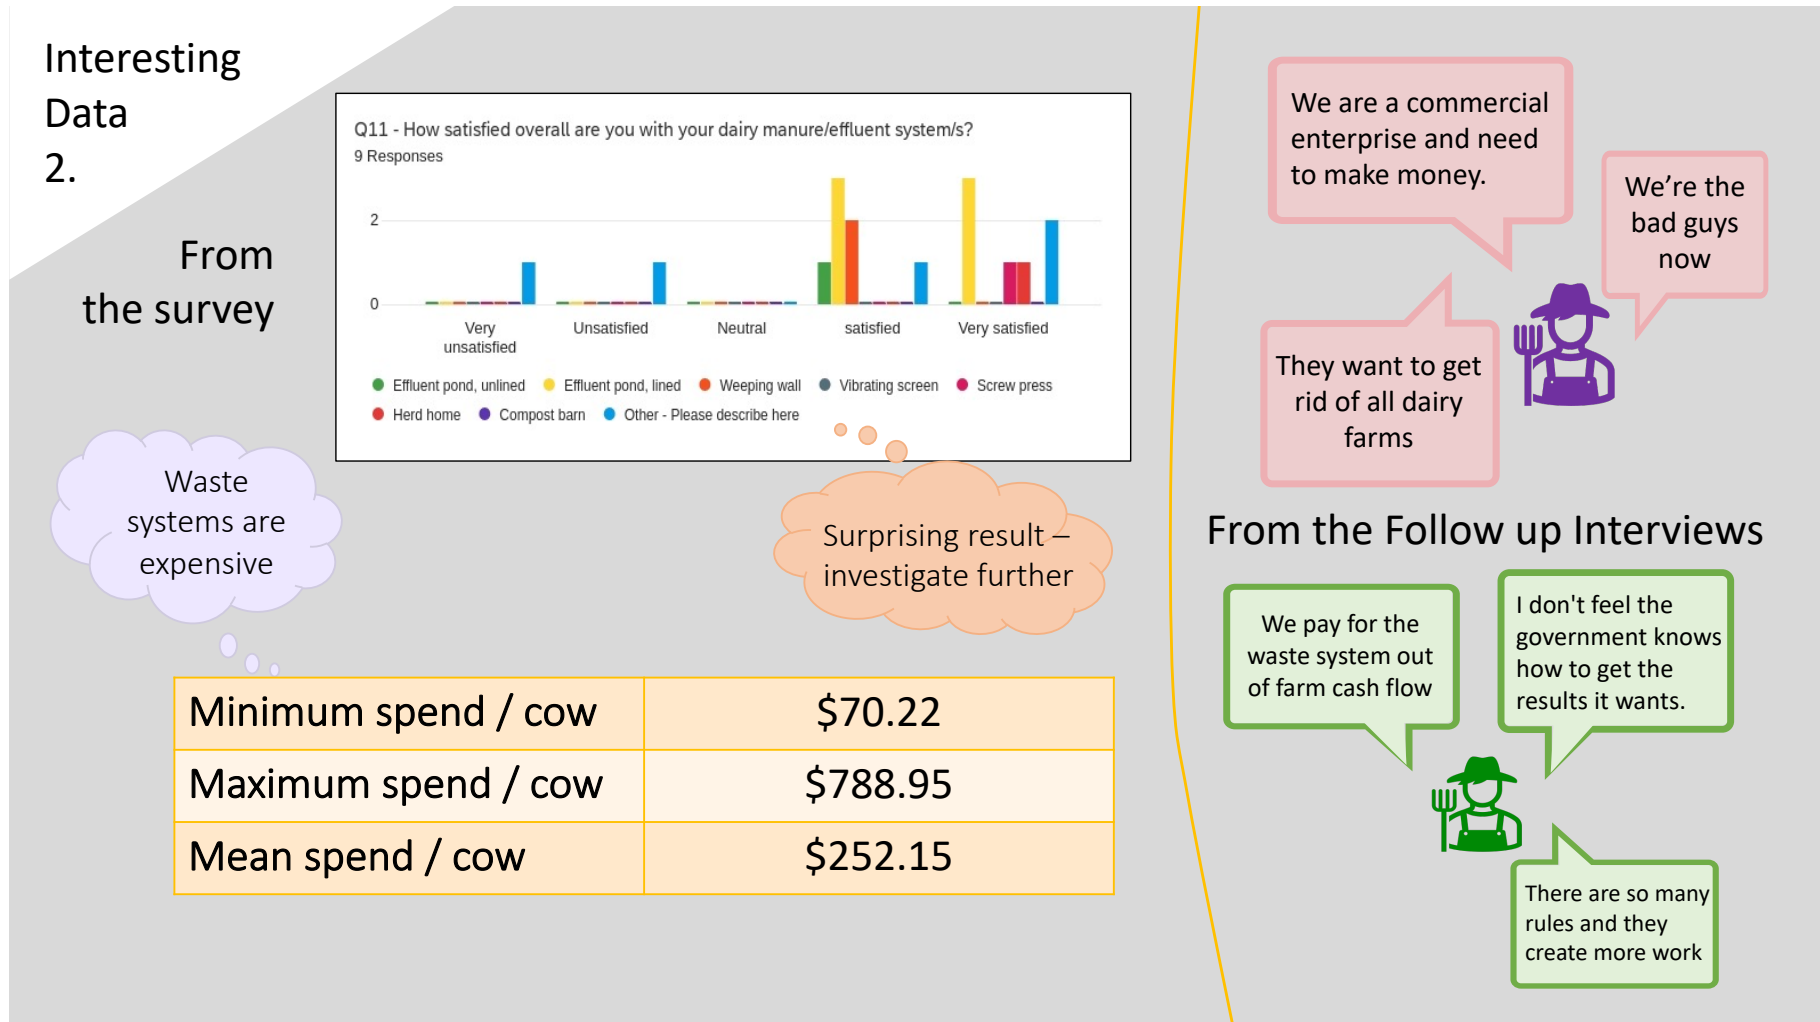 Interesting
Data
2.
From
the survey
Q11 - How satisfied overall are you with your dairy manure/effluent system/s?
9 Responses
2
0
Very
unsatisfied
Unsatisfied
Neutral
satisfied
Very satisfied
Effluent pond, unlined
Effluent pond, lined
Weeping wall
Vibrating screen
Screw press
Herd home
Compost barn
Other - Please describe here
Waste
systems are
expensive
Surprising result –
investigate further
Minimum spend / cow $70.22
Maximum spend / cow $788.95
Mean spend / cow $252.15
We are a commercial
enterprise and need
to make money.
We’re the
bad guys
now
They want to get
rid of all dairy
farms
From the Follow up Interviews
We pay for the
waste system out
of farm cash flow
I don't feel the
government knows
how to get the
results it wants.
There are so many
rules and they
create more work